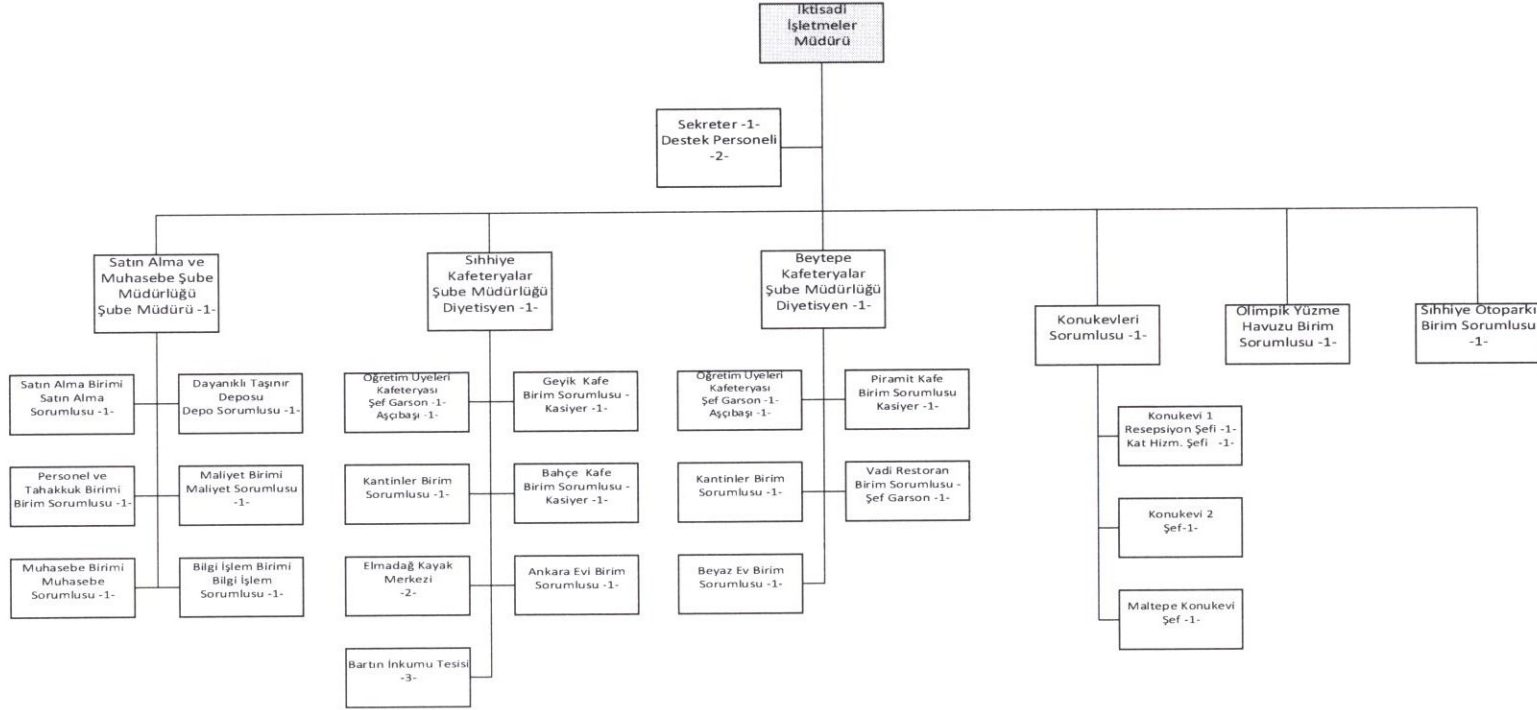 İktisadi
İşletmeler
Müdürü
Sekreter -1-
Destek Personeli
-2-
Satın Alma ve
Muhasebe Şube
Müdürlüğü
Şube Müdürü -1-
Sıhhiye
Kafeteryalar
Şube Müdürlüğü
Diyetisyen -1-
Beytepe
Kafeteryalar
Şube Müdürlüğü
Diyetisyen -1-
Konukevleri
Sorumlusu -1-
Olimpik Yüzme
Havuzu Birim
Sorumlusu -1-
Sıhhiye Otoparkı
Birim Sorumlusu
-1-
Satın Alma Birimi
Satın Alma
Sorumlusu -1-
Dayanıklı Taşınır
Deposu
Depo Sorumlusu -1-
Personel ve
Tahakkuk Birimi
Birim Sorumlusu -1-
Maliyet Birimi
Maliyet Sorumlusu
-1-
Muhasebe Birimi
Muhasebe
Sorumlusu -1-
Bilgi İşlem Birimi
Bilgi İşlem
Sorumlusu -1-
Öğretim Üyeleri
Kafeteryası
Şef Garson -1-
Aşçıbaşı -1-
Geyik Kafe
Birim Sorumlusu -
Kasiyer -1-
Kantinler Birim
Sorumlusu -1-
Bahçe Kafe
Birim Sorumlusu -
Kasiyer -1-
Elmadağ Kayak
Merkezi
-2-
Ankara Evi Birim
Sorumlusu -1-
Bartın İnkumu Tesisi
-3-
Öğretim Üyeleri
Kafeteryası
Şef Garson -1-
Aşçıbaşı -1-
Piramit Kafe
Birim Sorumlusu
Kasiyer -1-
Kantinler Birim
Sorumlusu -1-
Vadi Restoran
Birim Sorumlusu -
Şef Garson -1-
Beyaz Ev Birim
Sorumlusu -1-
Konukevi 1
Resepsiyon Şefi -1-
Kat Hizm. Şefi -1-
Konukevi 2
Şef-1-
Maltepe Konukevi
Şef -1-